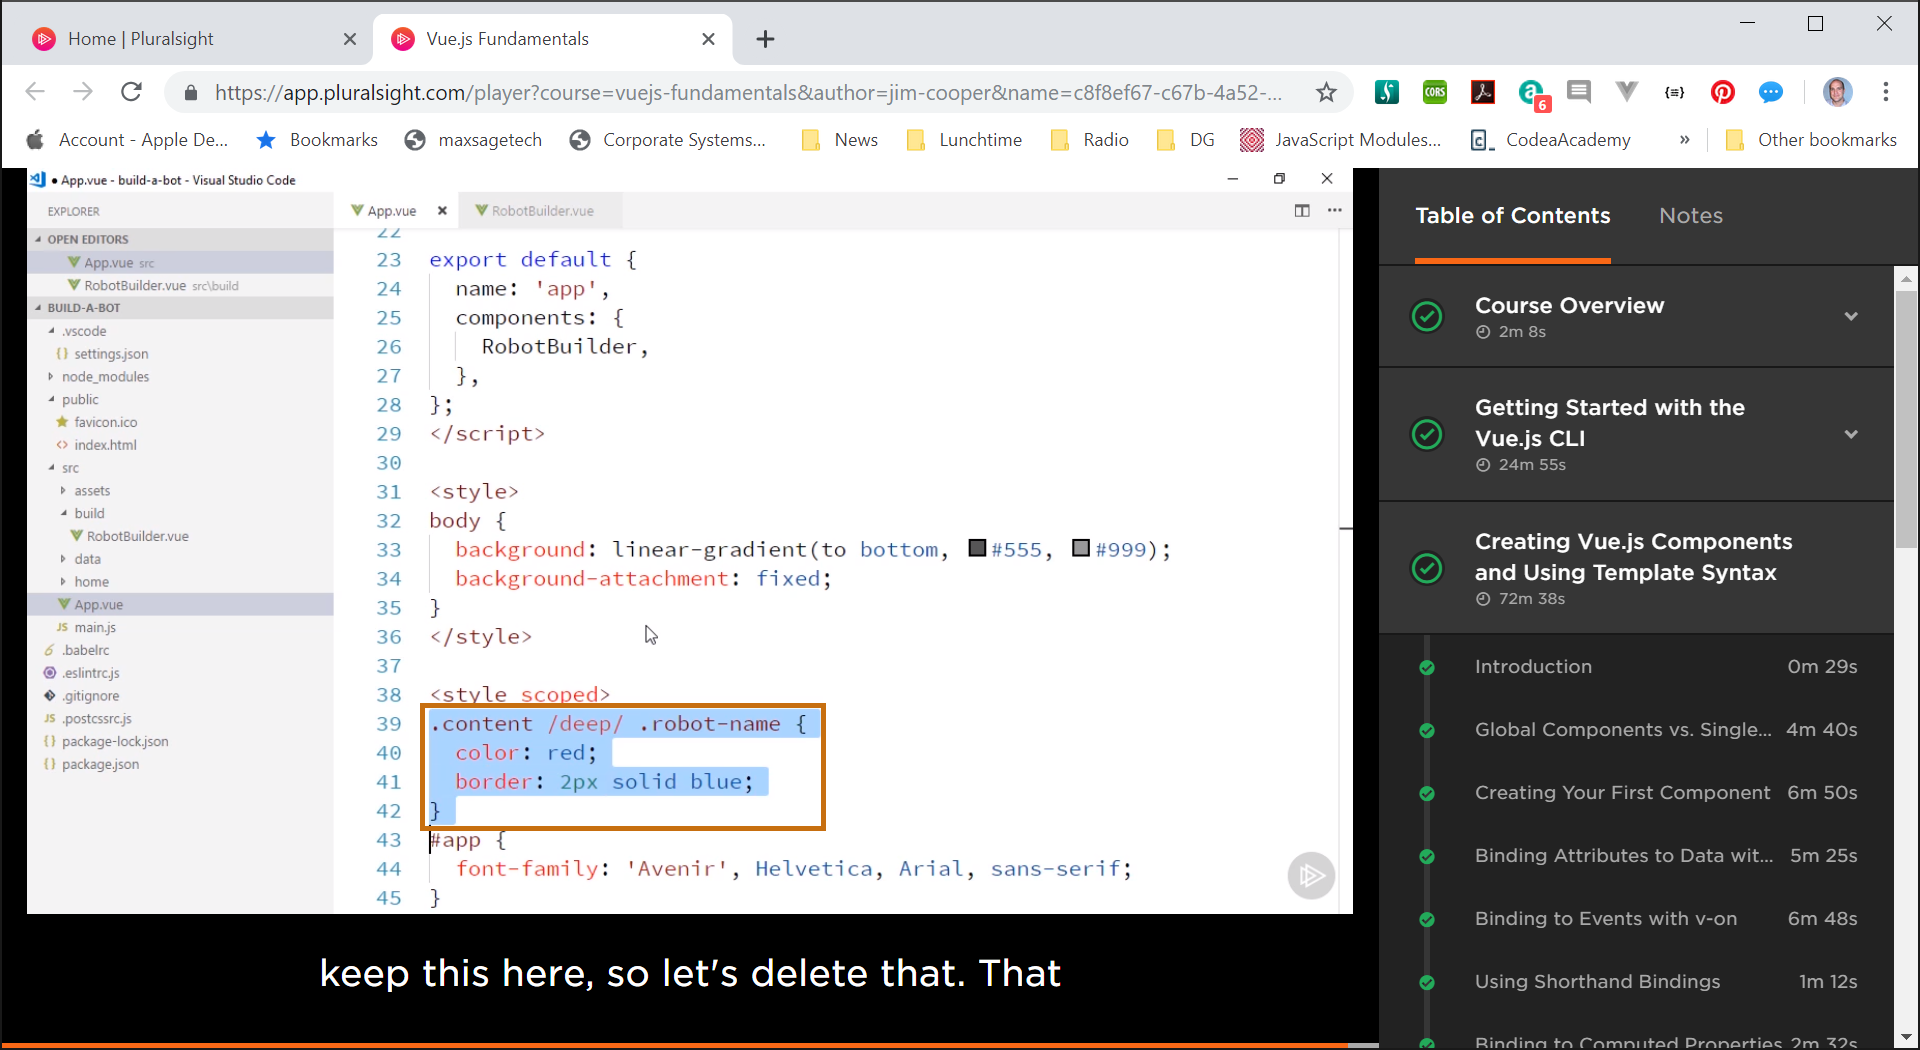 Home | Pluralsight
Vue.js Fundamentals
https://app.pluralsight.com/player?course=vuejs-fundamentals&author=jim-cooper&name=c8f8ef67-c67b-4a52-...
CORS
6
{≡}
Account - Apple De...
Bookmarks
maxsagetech
Corporate Systems...
News
Lunchtime
Radio
DG
JavaScript Modules...
CodeaAcademy
»
Other bookmarks
● App.vue - build-a-bot - Visual Studio Code
EXPLORER
OPEN EDITORS
App.vue src
RobotBuilder.vue src\build
BUILD-A-BOT
.vscode
{} settings.json
node_modules
public
favicon.ico
<> index.html
src
assets
build
RobotBuilder.vue
data
home
App.vue
JS main.js
.babelrc
.eslintrc.js
.gitignore
JS .postcssrc.js
{} package-lock.json
{} package.json
App.vue
RobotBuilder.vue
22
23 export default {
24 name: 'app',
25 components: {
26 RobotBuilder,
27 },
28 };
29 </script>
30
31 <style>
32 body {
33 background: linear-gradient(to bottom, #555, #999);
34 background-attachment: fixed;
35 }
36 </style>
37
38 <style scoped>
39 .content /deep/ .robot-name {
40 color: red;
41 border: 2px solid blue;
42 }
43 #app {
44 font-family: 'Avenir', Helvetica, Arial, sans-serif;
45 }
keep this here, so let's delete that. That
Table of Contents
Notes
Course Overview
2m 8s
Getting Started with the
Vue.js CLI
24m 55s
Creating Vue.js Components
and Using Template Syntax
72m 38s
Introduction 0m 29s
Global Components vs. Single... 4m 40s
Creating Your First Component 6m 50s
Binding Attributes to Data wit... 5m 25s
Binding to Events with v-on 6m 48s
Using Shorthand Bindings 1m 12s
Binding to Computed Properties 2m 32s